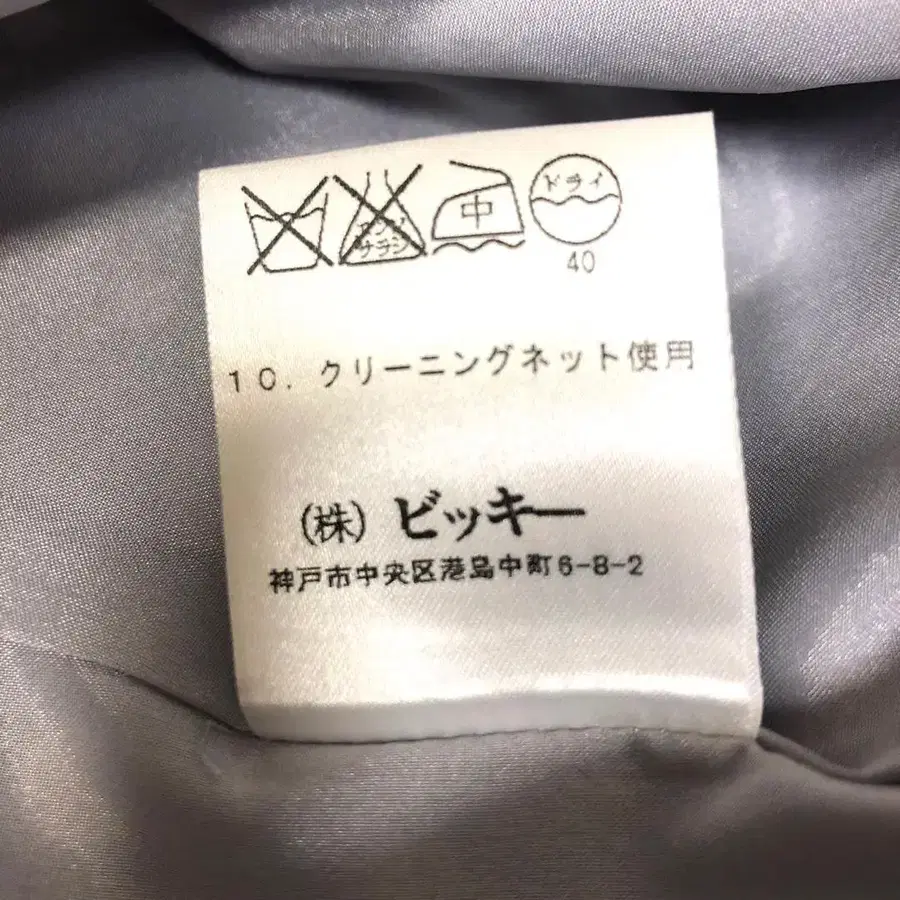 エンソ
サラシ
中
ドライ
40
10. クリーニングネット使用
(株) ビッキー
神戸市中央区港島中町6-8-2